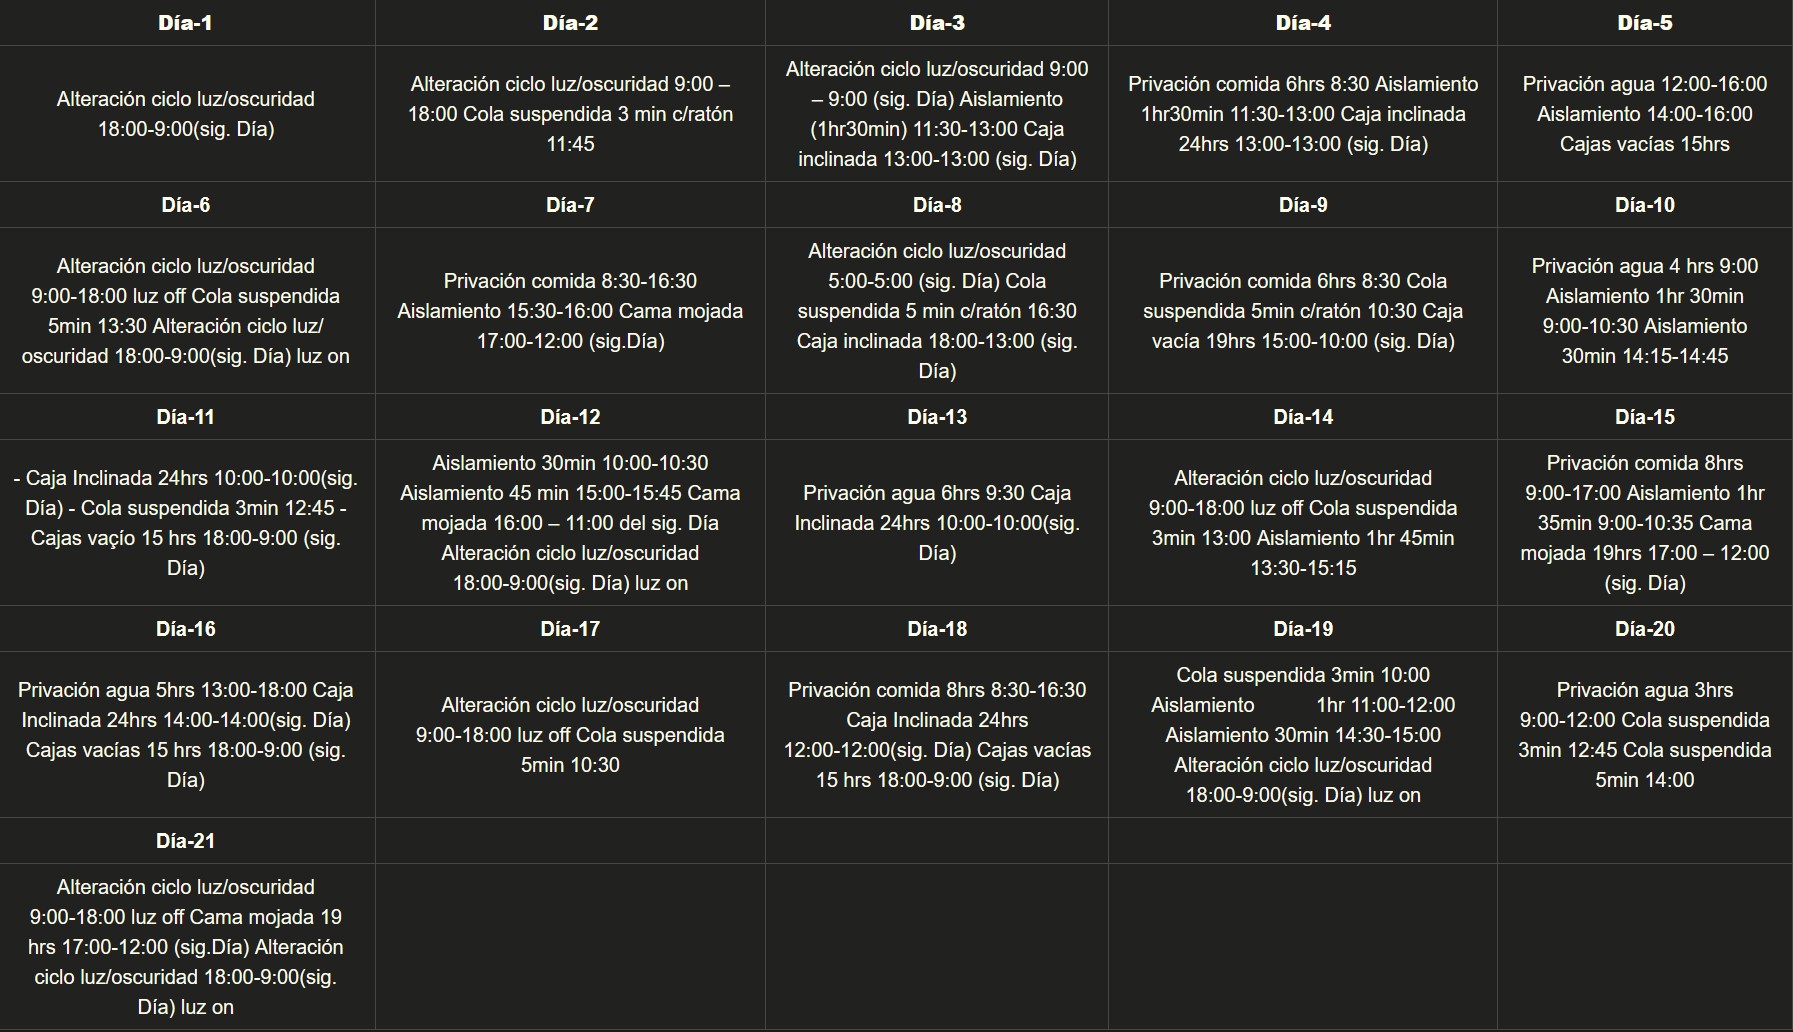 Día-1
Día-2
Día-3
Día-4
Día-5
Alteración ciclo luz/oscuridad
18:00-9:00(sig. Día)
Alteración ciclo luz/oscuridad 9:00 –
18:00 Cola suspendida 3 min c/ratón
11:45
Alteración ciclo luz/oscuridad 9:00
– 9:00 (sig. Día) Aislamiento
(1hr30min) 11:30-13:00 Caja
inclinada 13:00-13:00 (sig. Día)
Privación comida 6hrs 8:30 Aislamiento
1hr30min 11:30-13:00 Caja inclinada
24hrs 13:00-13:00 (sig. Día)
Privación agua 12:00-16:00
Aislamiento 14:00-16:00
Cajas vacías 15hrs
Día-6
Día-7
Día-8
Día-9
Día-10
Alteración ciclo luz/oscuridad
9:00-18:00 luz off Cola suspendida
5min 13:30 Alteración ciclo luz/
oscuridad 18:00-9:00(sig. Día) luz on
Privación comida 8:30-16:30
Aislamiento 15:30-16:00 Cama mojada
17:00-12:00 (sig.Día)
Alteración ciclo luz/oscuridad
5:00-5:00 (sig. Día) Cola
suspendida 5 min c/ratón 16:30
Caja inclinada 18:00-13:00 (sig.
Día)
Privación comida 6hrs 8:30 Cola
suspendida 5min c/ratón 10:30 Caja
vacía 19hrs 15:00-10:00 (sig. Día)
Privación agua 4 hrs 9:00
Aislamiento 1hr 30min
9:00-10:30 Aislamiento
30min 14:15-14:45
Día-11
Día-12
Día-13
Día-14
Día-15
- Caja Inclinada 24hrs 10:00-10:00(sig.
Día) - Cola suspendida 3min 12:45 -
Cajas vaçío 15 hrs 18:00-9:00 (sig.
Día)
Aislamiento 30min 10:00-10:30
Aislamiento 45 min 15:00-15:45 Cama
mojada 16:00 – 11:00 del sig. Día
Alteración ciclo luz/oscuridad
18:00-9:00(sig. Día) luz on
Privación agua 6hrs 9:30 Caja
Inclinada 24hrs 10:00-10:00(sig.
Día)
Alteración ciclo luz/oscuridad
9:00-18:00 luz off Cola suspendida
3min 13:00 Aislamiento 1hr 45min
13:30-15:15
Privación comida 8hrs
9:00-17:00 Aislamiento 1hr
35min 9:00-10:35 Cama
mojada 19hrs 17:00 – 12:00
(sig. Día)
Día-16
Día-17
Día-18
Día-19
Día-20
Privación agua 5hrs 13:00-18:00 Caja
Inclinada 24hrs 14:00-14:00(sig. Día)
Cajas vacías 15 hrs 18:00-9:00 (sig.
Día)
Alteración ciclo luz/oscuridad
9:00-18:00 luz off Cola suspendida
5min 10:30
Privación comida 8hrs 8:30-16:30
Caja Inclinada 24hrs
12:00-12:00(sig. Día) Cajas vacías
15 hrs 18:00-9:00 (sig. Día)
Cola suspendida 3min 10:00
Aislamiento 1hr 11:00-12:00
Aislamiento 30min 14:30-15:00
Alteración ciclo luz/oscuridad
18:00-9:00(sig. Día) luz on
Privación agua 3hrs
9:00-12:00 Cola suspendida
3min 12:45 Cola suspendida
5min 14:00
Día-21
Alteración ciclo luz/oscuridad
9:00-18:00 luz off Cama mojada 19
hrs 17:00-12:00 (sig.Día) Alteración
ciclo luz/oscuridad 18:00-9:00(sig.
Día) luz on